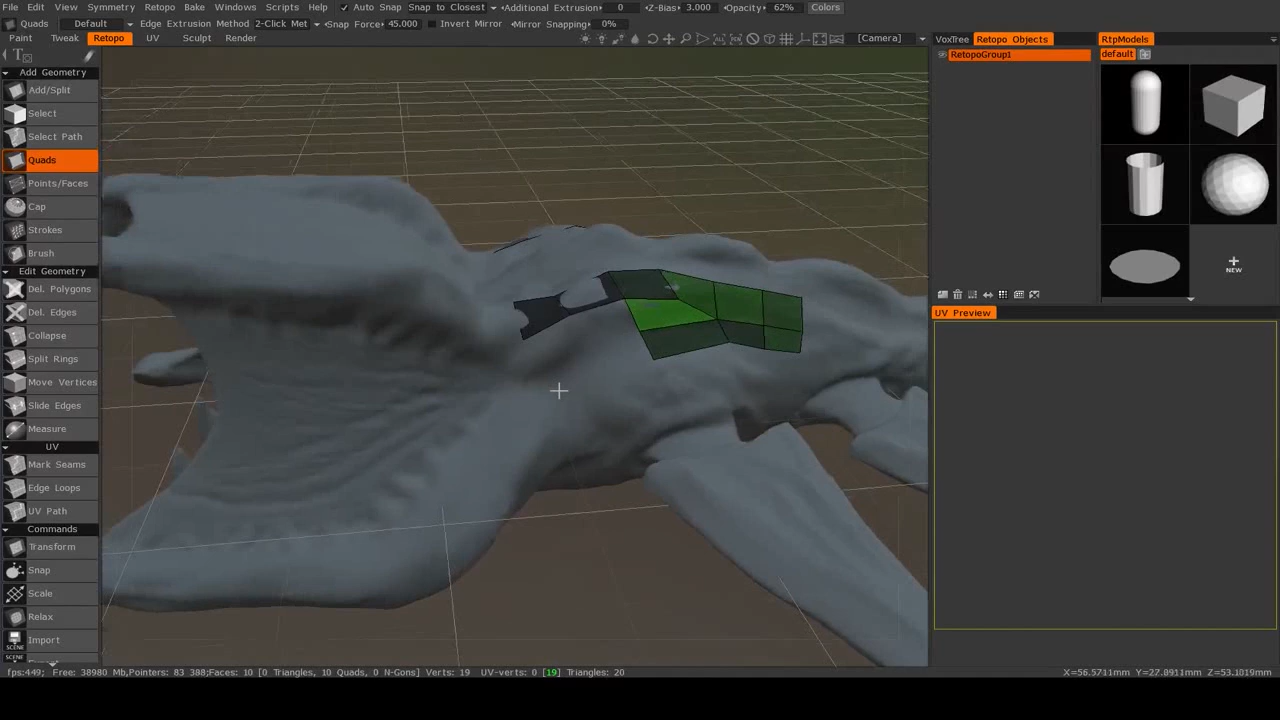 File Edit View Symmetry Retopo Bake Windows Scripts Help Auto Snap Snap to Closest Additional Extrusion: 0 Z-Bias: 3.000 Opacity: 62% Colors
Quads Default Edge Extrusion Method 2-Click Met Snap Force: 45.000 Invert Mirror Mirror Snapping: 0%
Paint Tweak Retopo UV Sculpt Render [Camera] VoxTree Retopo Objects RtpModels
RetopoGroup1 default
Add Geometry
Add/Split
Select
Select Path
Quads
Points/Faces
Cap
Strokes
Brush
Edit Geometry
Del. Polygons
Del. Edges
Collapse
Split Rings
Move Vertices
Slide Edges
Measure
UV
Mark Seams
Edge Loops
UV Path
Commands
Transform
Snap
Scale
Relax
SCENE Import
NEW
UV Preview
fps:449; Free: 38980 Mb,Pointers: 83 388;Faces: 10 [0 Triangles, 10 Quads, 0 N-Gons] Verts: 19 UV-verts: 0 [19] Triangles: 20 X=56.5711mm Y=27.8911mm Z=53.1019mm